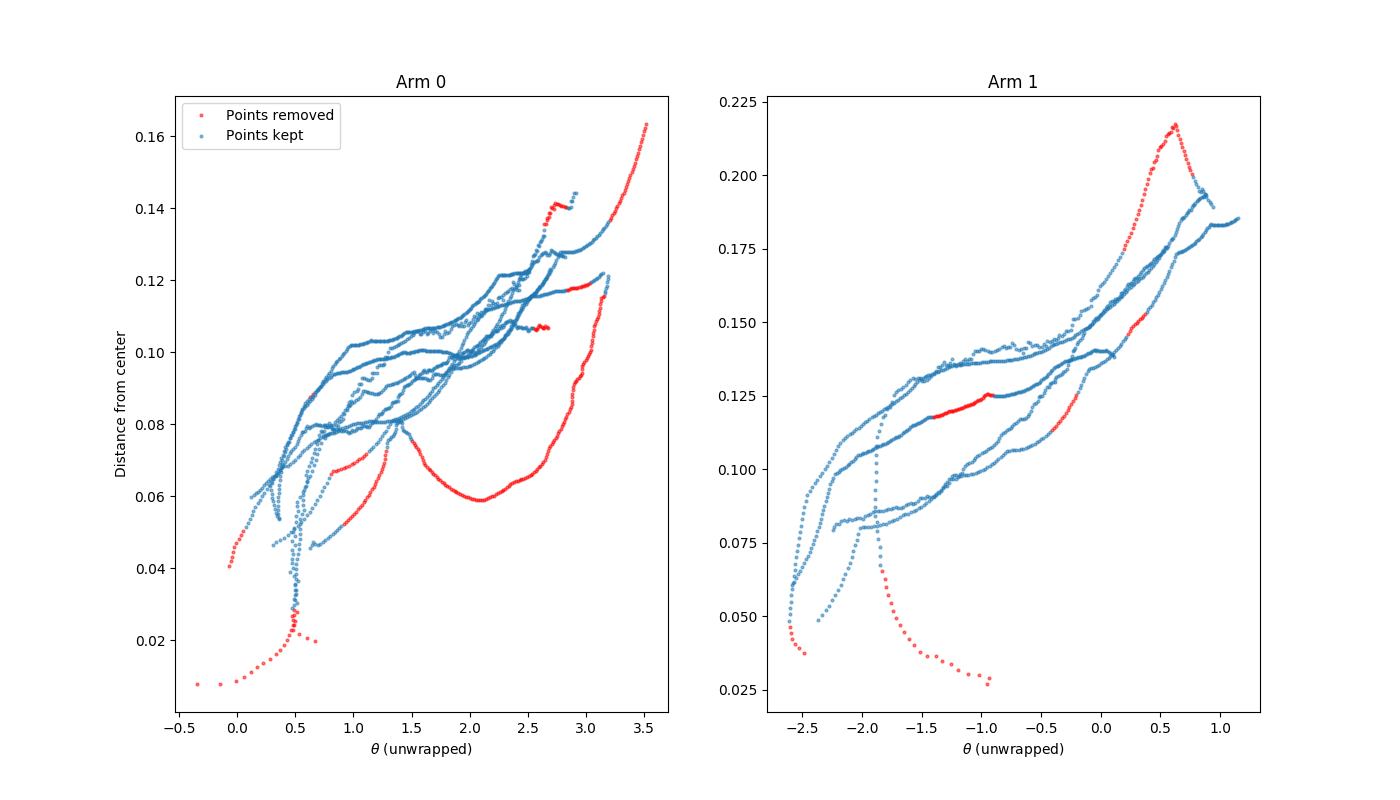 Arm 0
Points removed
Points kept
0.16
0.14
0.12
0.10
0.08
0.06
0.04
0.02
Distance from center
−0.5 0.0 0.5 1.0 1.5 2.0 2.5 3.0 3.5
θ (unwrapped)
Arm 1
0.225
0.200
0.175
0.150
0.125
0.100
0.075
0.050
0.025
−2.5 −2.0 −1.5 −1.0 −0.5 0.0 0.5 1.0
θ (unwrapped)